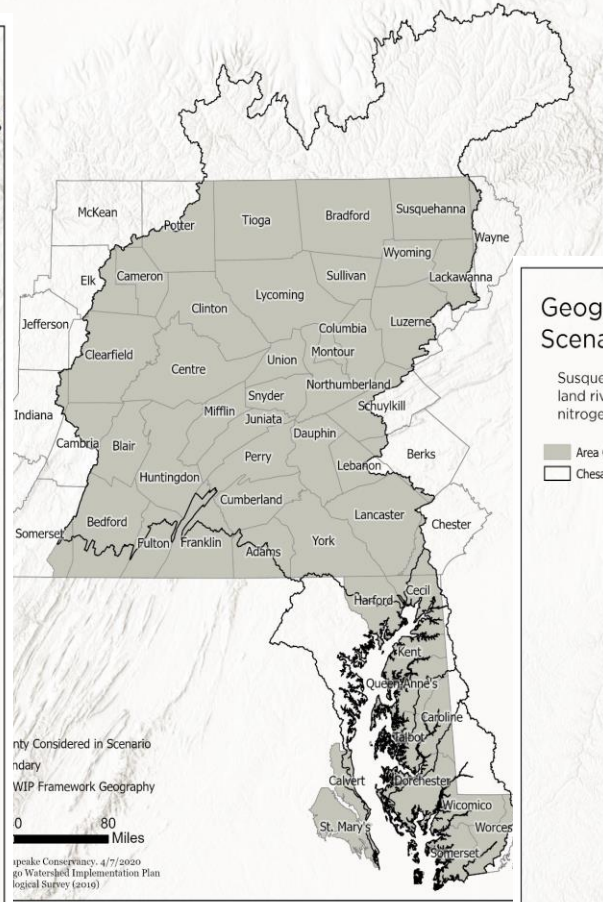 McKean
Potter
Tioga
Bradford
Susquehanna
Wayne
Wyoming
Elk
Cameron
Sullivan
Lackawanna
Clinton
Lycoming
Jefferson
Columbia
Luzerne
Clearfield
Montour
Centre
Union
Northumberland
Snyder
Schuylkill
Indiana
Mifflin
Juniata
Cambria
Blair
Dauphin
Perry
Lebanon
Berks
Huntingdon
Cumberland
Lancaster
Somerset
Bedford
Fulton
Franklin
Adams
York
Chester
Harford
Cecil
Kent
Queen Anne's
Caroline
Talbot
Calvert
Dorchester
St. Mary's
Wicomico
Worces
Somerset
nty Considered in Scenario
ndary
WIP Framework Geography
0 80
Miles
apeake Conservancy. 4/7/2020
go Watershed Implementation Plan
logical Survey (2019)
Geog
Scena
Susque
land riv
nitroge
Area
Chesa